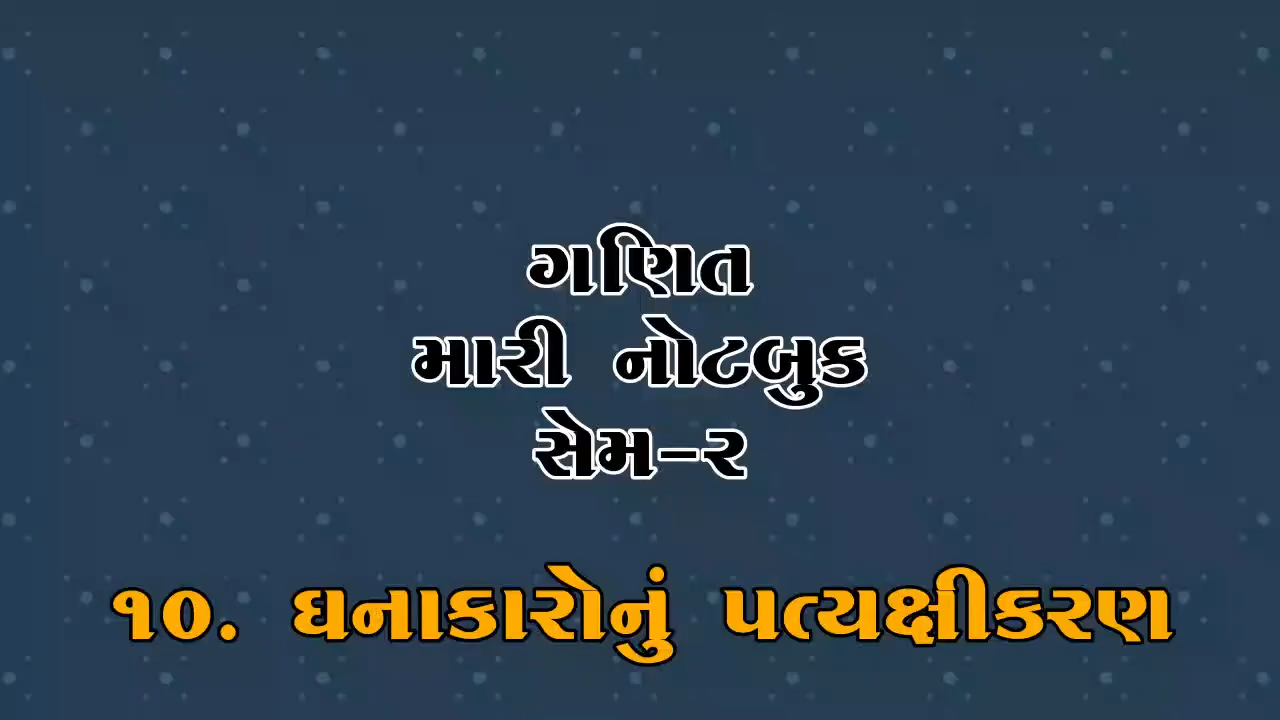 ગણિત
મારી નોટબુક
સેમ-૨
૧૦. ઘનાકારોનું પત્યક્ષીકરણ